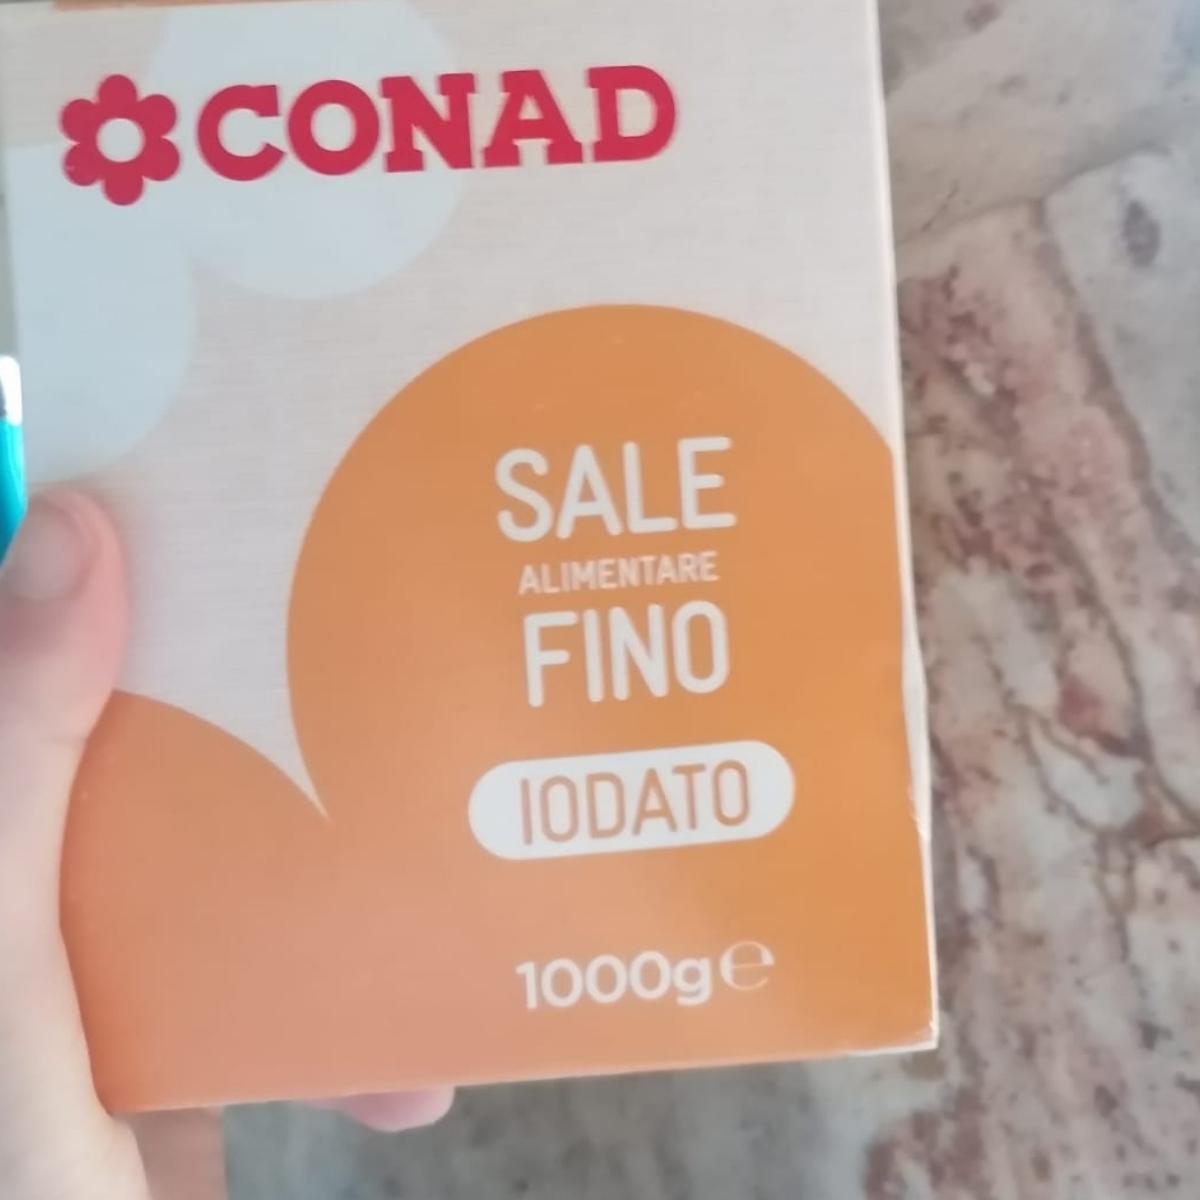 CONAD
SALE
ALIMENTARE
FINO
IODATO
1000g ℮